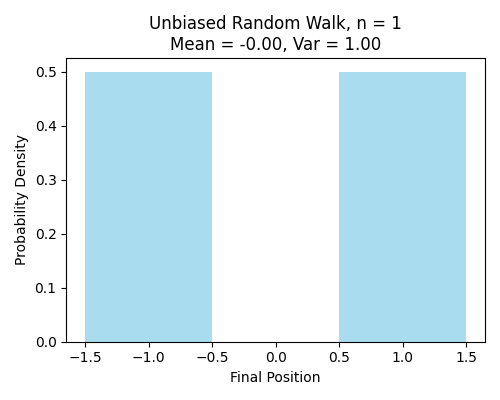 Unbiased Random Walk, n = 1
Mean = -0.00, Var = 1.00
Probability Density
0.5
0.4
0.3
0.2
0.1
0.0
−1.5 −1.0 −0.5 0.0 0.5 1.0 1.5
Final Position